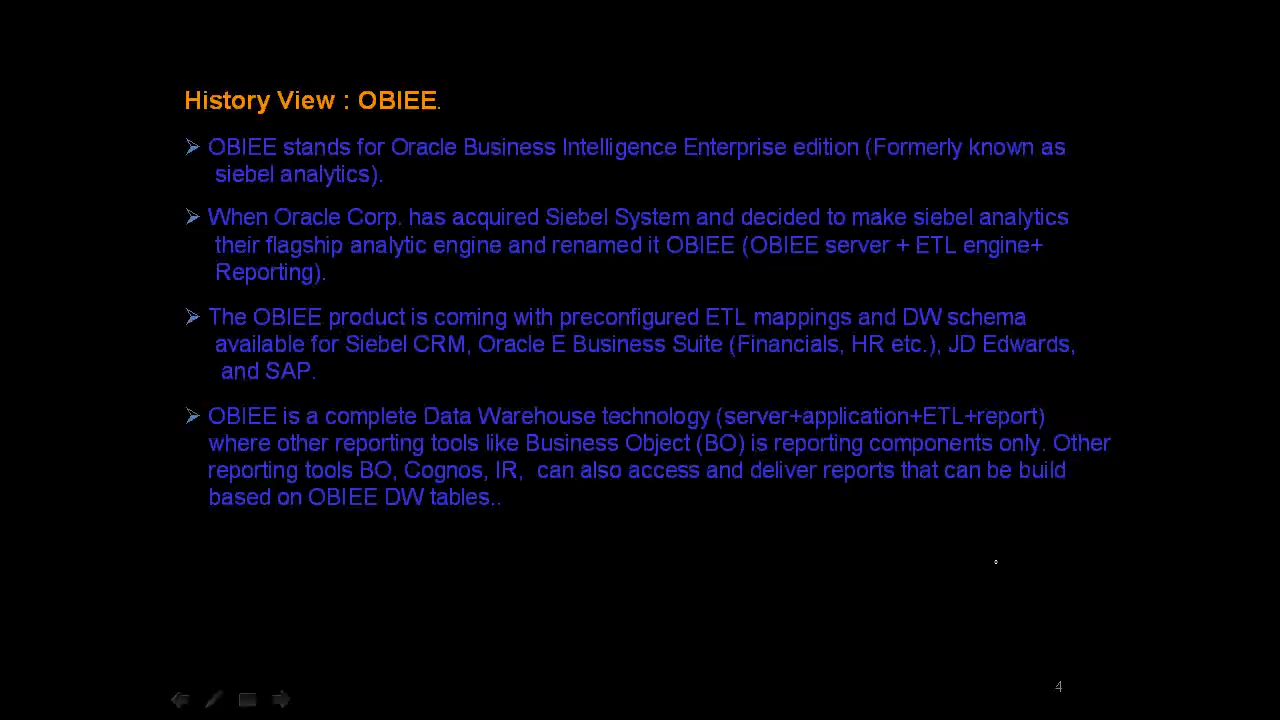 History View : OBIEE.
OBIEE stands for Oracle Business Intelligence Enterprise edition (Formerly known as
siebel analytics).
When Oracle Corp. has acquired Siebel System and decided to make siebel analytics
their flagship analytic engine and renamed it OBIEE (OBIEE server + ETL engine+
Reporting).
The OBIEE product is coming with preconfigured ETL mappings and DW schema
available for Siebel CRM, Oracle E Business Suite (Financials, HR etc.), JD Edwards,
and SAP.
OBIEE is a complete Data Warehouse technology (server+application+ETL+report)
where other reporting tools like Business Object (BO) is reporting components only. Other
reporting tools BO, Cognos, IR,  can also access and deliver reports that can be build
based on OBIEE DW tables..
4